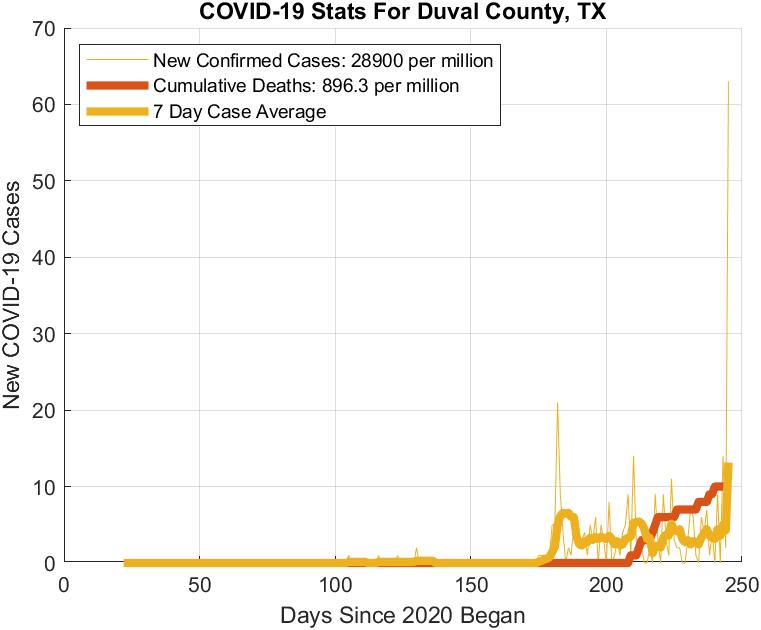 COVID-19 Stats For Duval County, TX
New Confirmed Cases: 28900 per million
Cumulative Deaths: 896.3 per million
7 Day Case Average
New COVID-19 Cases
70
60
50
40
30
20
10
0
0 50 100 150 200 250
Days Since 2020 Began